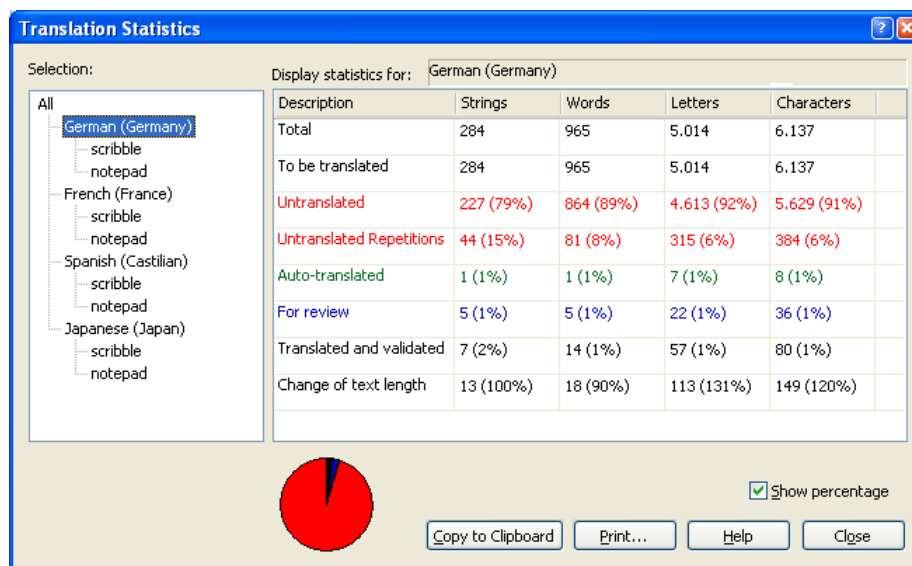 Translation Statistics
Selection:
Display statistics for: German (Germany)
All
German (Germany)
scribble
notepad
French (France)
scribble
notepad
Spanish (Castilian)
scribble
notepad
Japanese (Japan)
scribble
notepad
Description Strings Words Letters Characters
Total 284 965 5.014 6.137
To be translated 284 965 5.014 6.137
Untranslated 227 (79%) 864 (89%) 4.613 (92%) 5.629 (91%)
Untranslated Repetitions 44 (15%) 81 (8%) 315 (6%) 384 (6%)
Auto-translated 1 (1%) 1 (1%) 7 (1%) 8 (1%)
For review 5 (1%) 5 (1%) 22 (1%) 36 (1%)
Translated and validated 7 (2%) 14 (1%) 57 (1%) 80 (1%)
Change of text length 13 (100%) 18 (90%) 113 (131%) 149 (120%)
Show percentage
Copy to Clipboard Print... Help Close